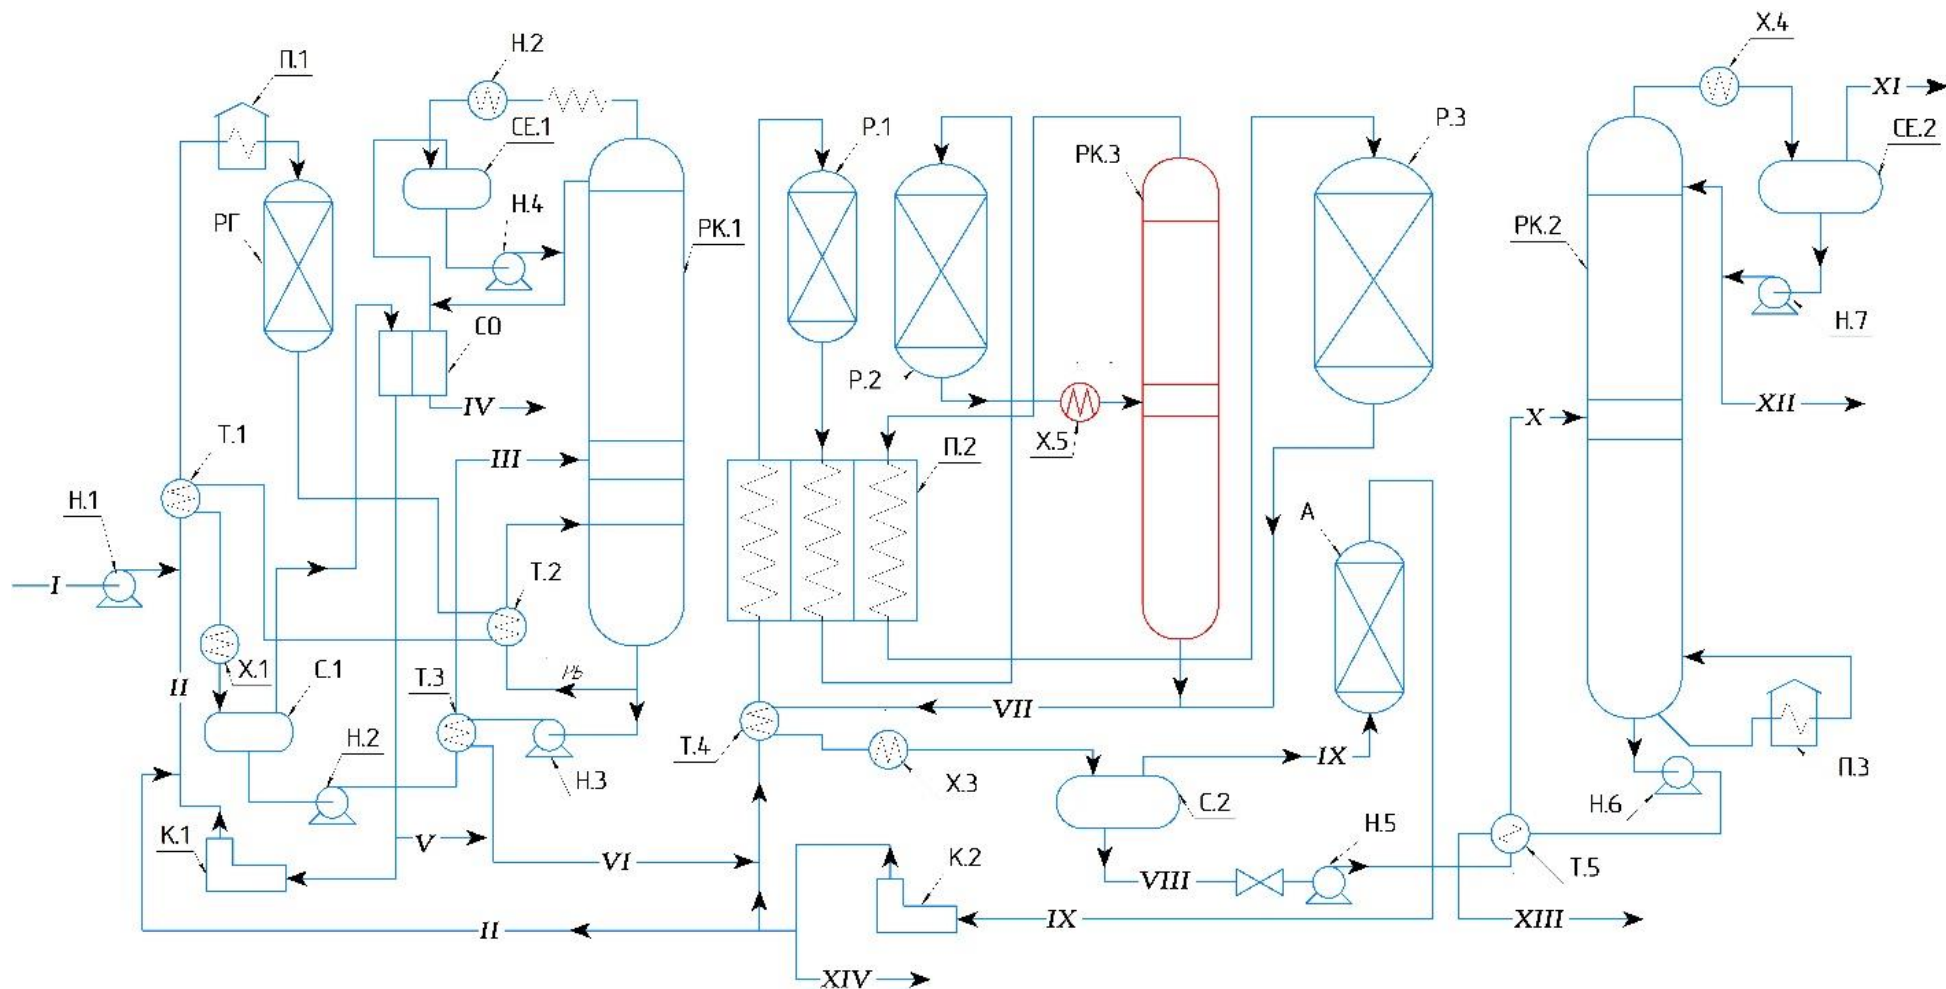 П.1
Н.2
СЕ.1
Н.4
РК.1
РГ
СО
IV
Т.1
III
Н.1
I
Т.2
Х.1
С.1
РБ
Т.3
II
Н.2
Н.3
К.1
V
VI
II
Р.1
Р.2
РК.3
Р.3
Х.5
П.2
А
VII
Т.4
Х.3
IX
С.2
Н.5
К.2
VIII
IX
XIV
Х.4
XI
СЕ.2
РК.2
Н.7
X
XII
П.3
Н.6
Т.5
XIII